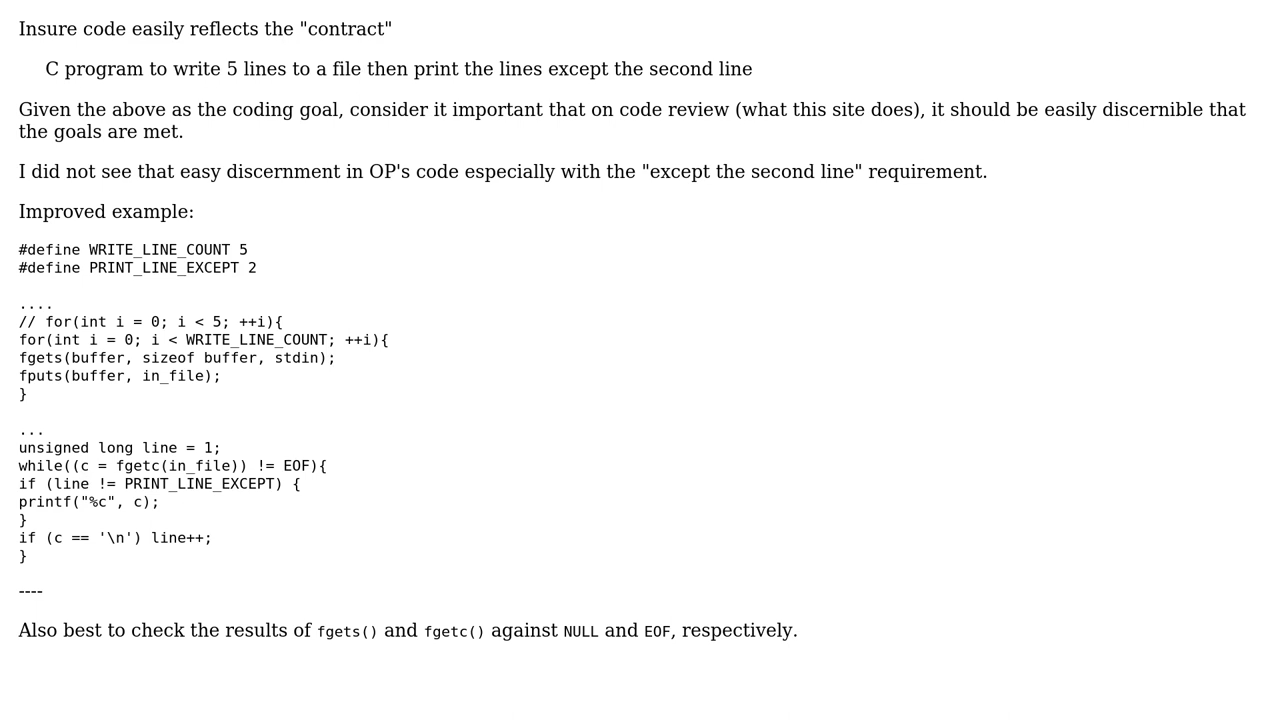 Insure code easily reflects the "contract"
C program to write 5 lines to a file then print the lines except the second line
Given the above as the coding goal, consider it important that on code review (what this site does), it should be easily discernible that
the goals are met.
I did not see that easy discernment in OP's code especially with the "except the second line" requirement.
Improved example:
#define WRITE_LINE_COUNT 5
#define PRINT_LINE_EXCEPT 2
....
// for(int i = 0; i < 5; ++i){
for(int i = 0; i < WRITE_LINE_COUNT; ++i){
fgets(buffer, sizeof buffer, stdin);
fputs(buffer, in_file);
}
...
unsigned long line = 1;
while((c = fgetc(in_file)) != EOF){
if (line != PRINT_LINE_EXCEPT) {
printf("%c", c);
}
if (c == '\n') line++;
}
----
Also best to check the results of fgets() and fgetc() against NULL and EOF, respectively.